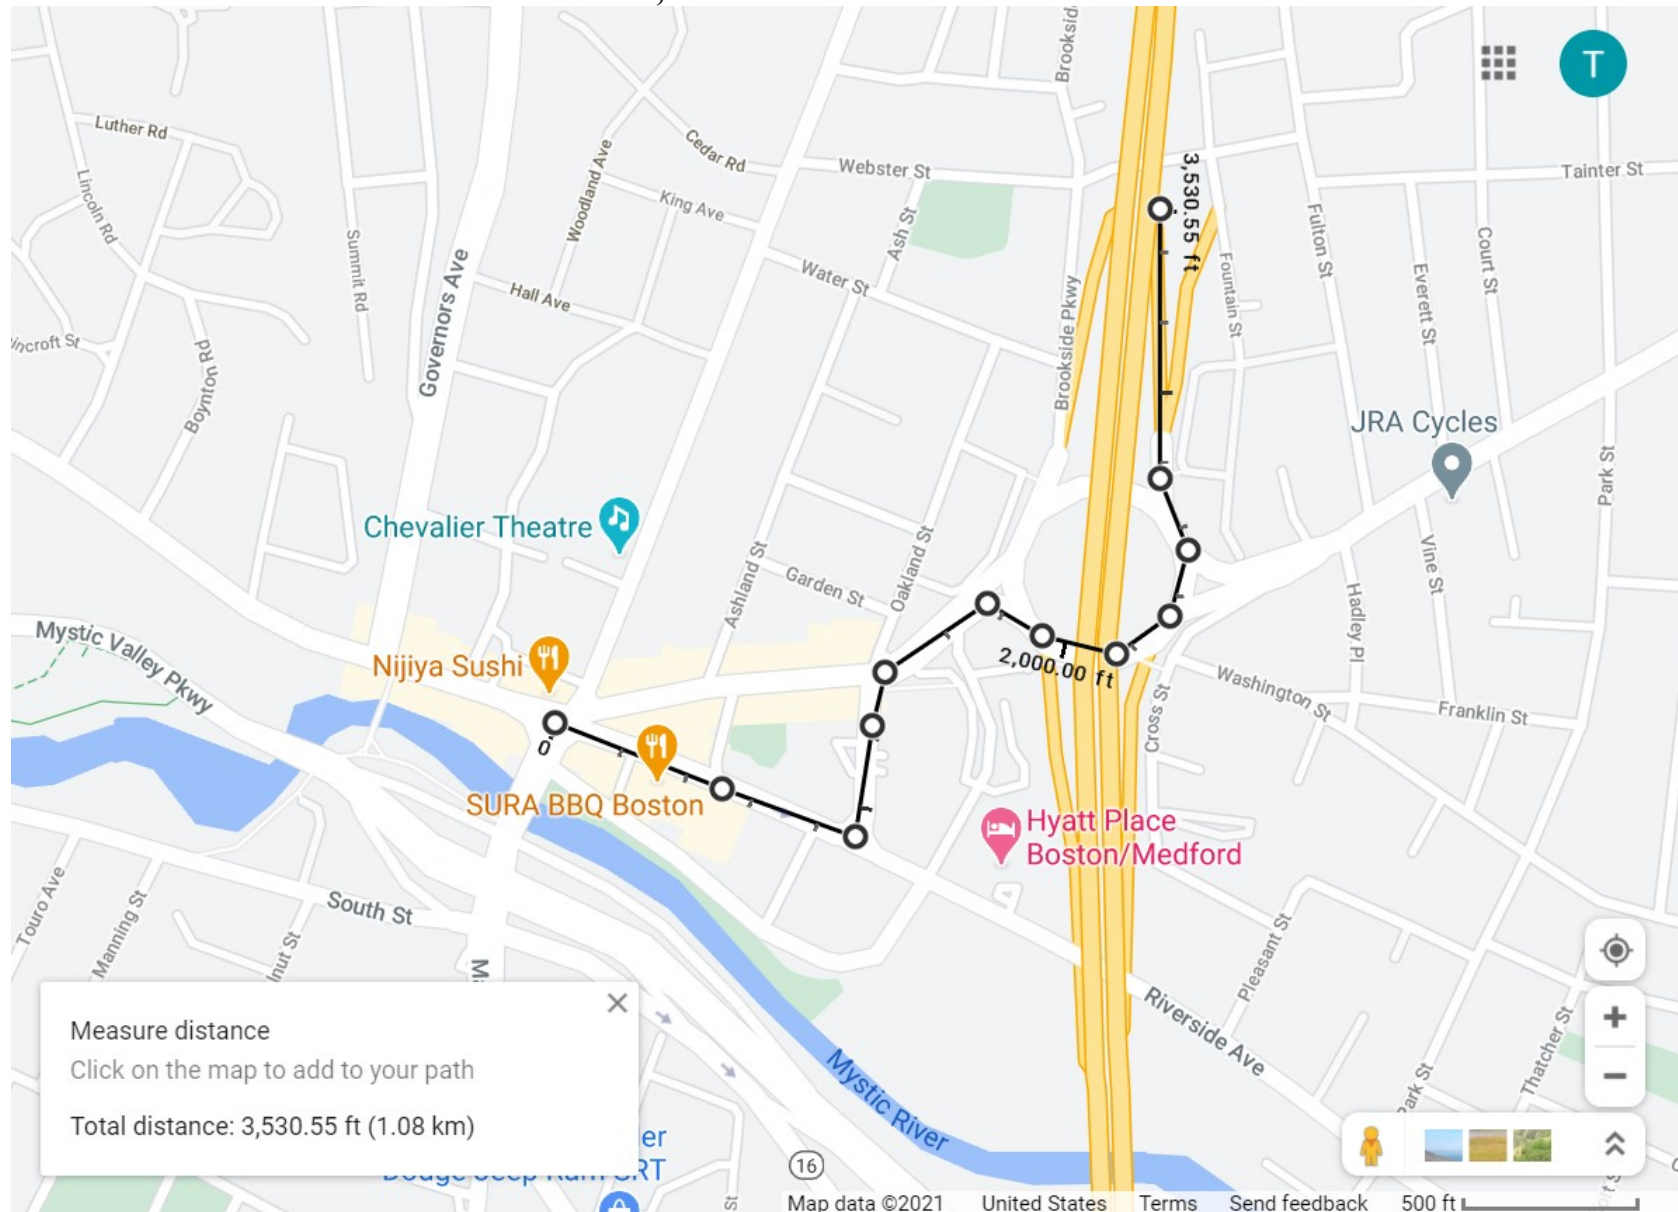 Brookside
Luther Rd
Woodland Ave
Cedar Rd
Webster St
3,530.55 ft
T
Tainter St
Lincoln Rd
King Ave
Ash St
Fulton St
Court St
Summit Rd
Governors Ave
Hall Ave
Water St
Brookside Pkwy
Fountain St
Everett St
Boynton Rd
JRA Cycles
Park St
Chevalier Theatre
Ashland St
Garden St
Oakland St
Vine St
Hadley Pl
Mystic Valley Pkwy
Nijiya Sushi
2,000.00 ft
Washington St
Franklin St
Cross St
0
SURA BBQ Boston
Hyatt Place
Boston/Medford
Touro Ave
Manning St
South St
Pleasant St
Riverside Ave
Thatcher St
Park St
Measure distance
Click on the map to add to your path
Total distance: 3,530.55 ft (1.08 km)
Mystic River
16
Map data ©2021 United States Terms Send feedback 500 ft